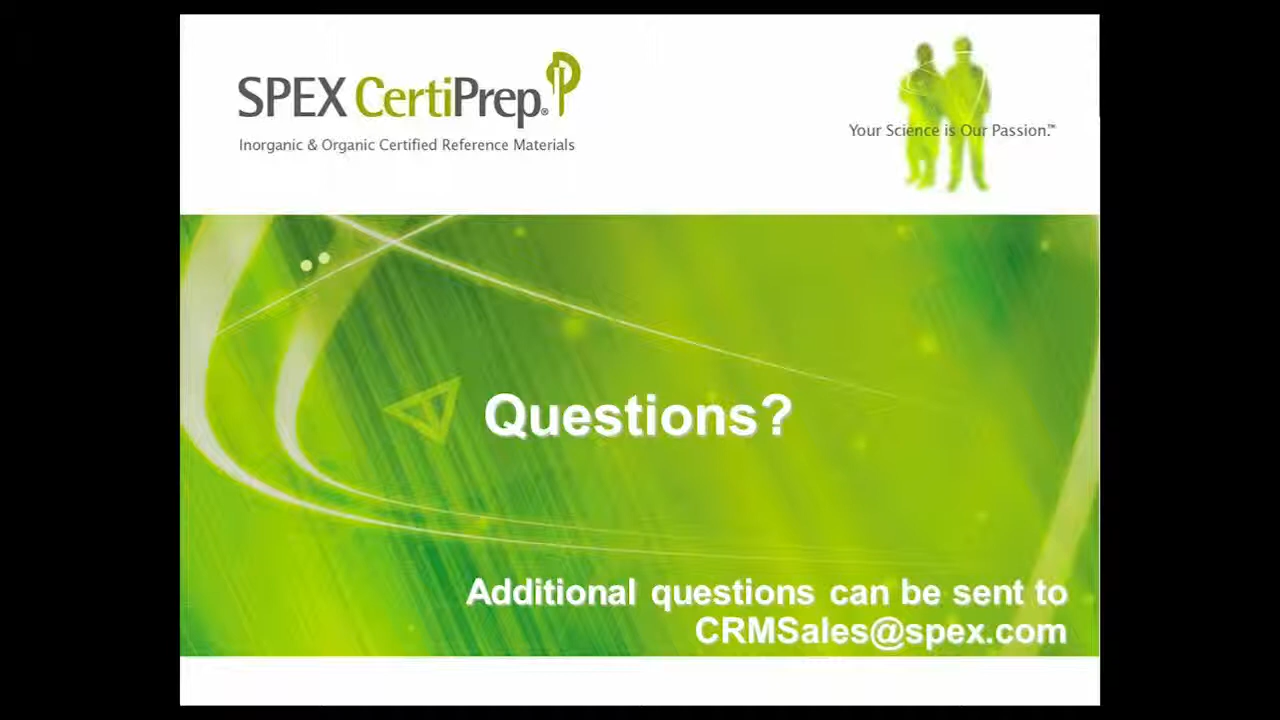 SPEX CertiPrep®
Inorganic & Organic Certified Reference Materials
Your Science is Our Passion.™
Questions?
Additional questions can be sent to
CRMSales@spex.com